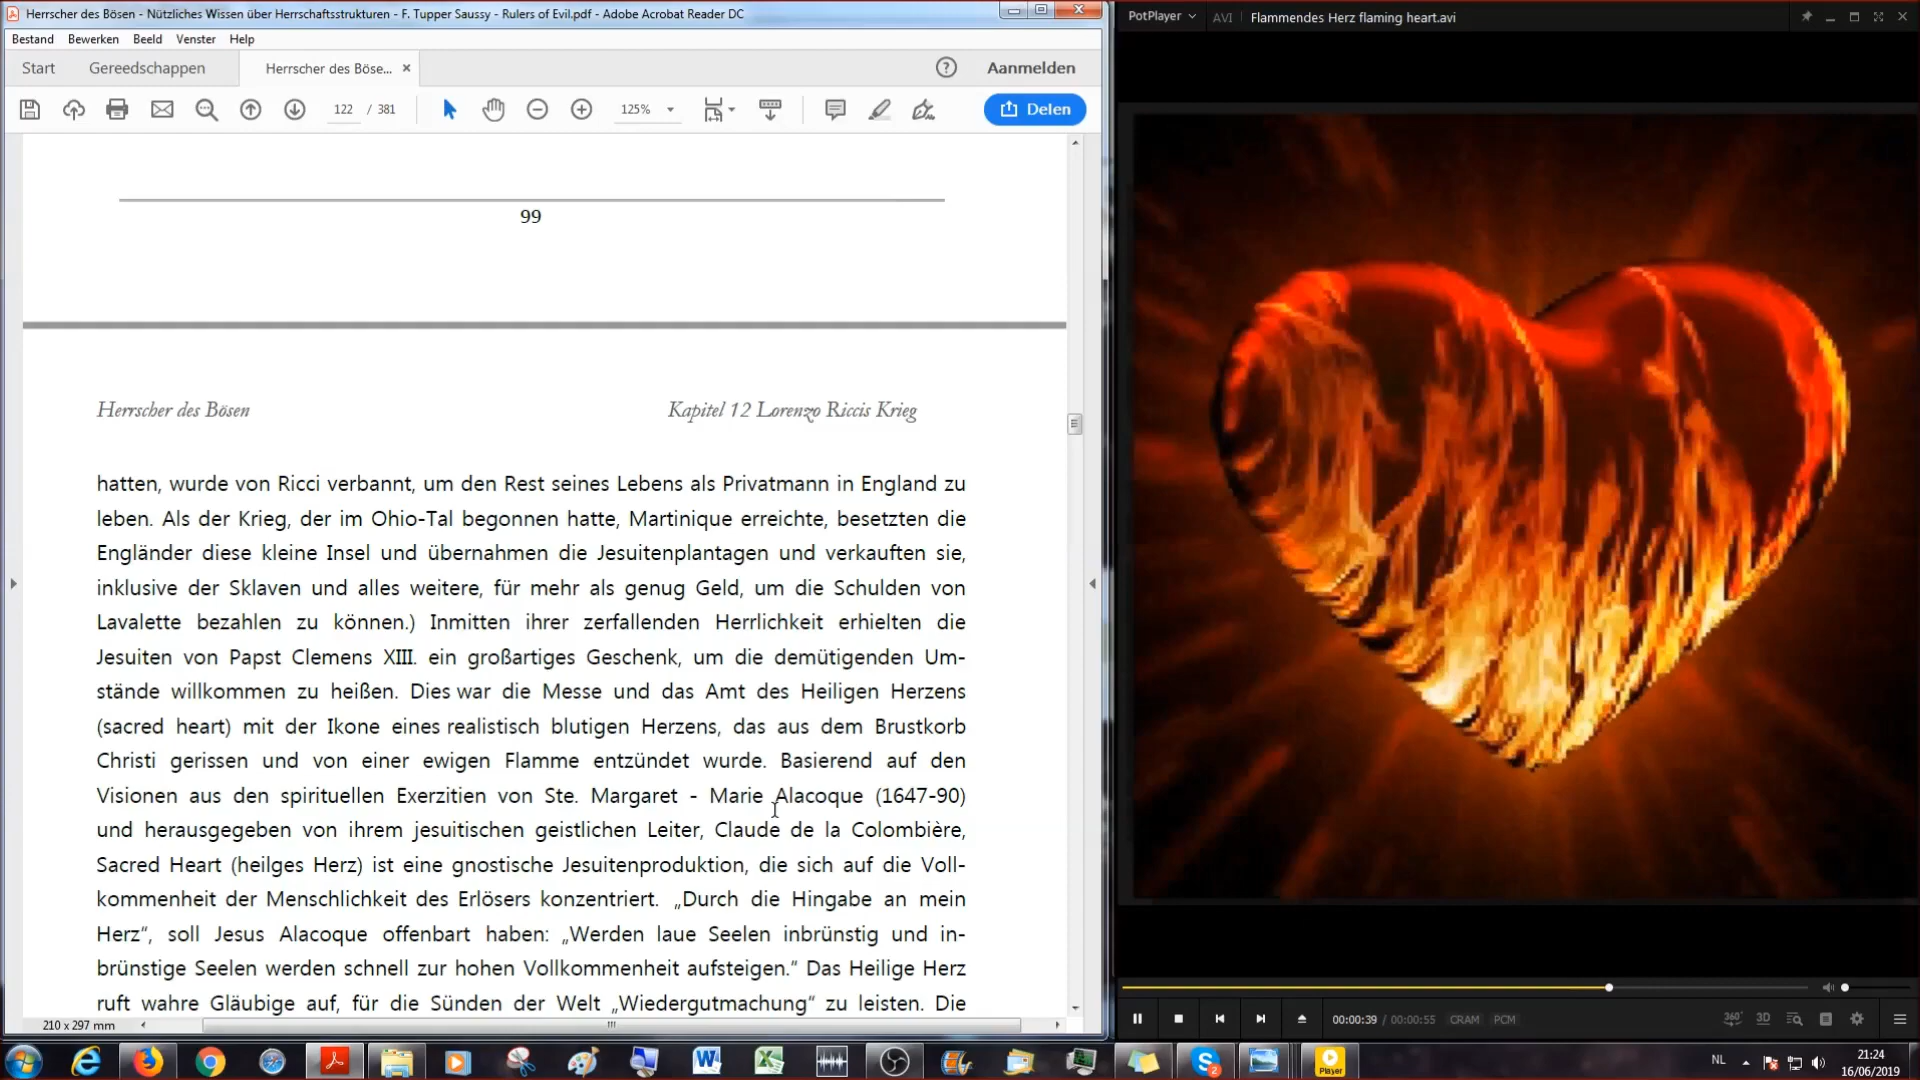 Herrscher des Bösen - Nützliches Wissen über Herrschaftsstrukturen - F. Tupper Saussy - Rulers of Evil.pdf - Adobe Acrobat Reader DC
Bestand Bewerken Beeld Venster Help
Start Gereedschappen Herrscher des Böse... × Aanmelden
122 / 381 125% Delen
99
Herrscher des Bösen Kapitel 12 Lorenzo Riccis Krieg
hatten, wurde von Ricci verbannt, um den Rest seines Lebens als Privatmann in England zu
leben. Als der Krieg, der im Ohio-Tal begonnen hatte, Martinique erreichte, besetzten die
Engländer diese kleine Insel und übernahmen die Jesuitenplantagen und verkauften sie,
inklusive der Sklaven und alles weitere, für mehr als genug Geld, um die Schulden von
Lavalette bezahlen zu können.) Inmitten ihrer zerfallenden Herrlichkeit erhielten die
Jesuiten von Papst Clemens XIII. ein großartiges Geschenk, um die demütigenden Um-
stände willkommen zu heißen. Dies war die Messe und das Amt des Heiligen Herzens
(sacred heart) mit der Ikone eines realistisch blutigen Herzens, das aus dem Brustkorb
Christi gerissen und von einer ewigen Flamme entzündet wurde. Basierend auf den
Visionen aus den spirituellen Exerzitien von Ste. Margaret - Marie Alacoque (1647-90)
und herausgegeben von ihrem jesuitischen geistlichen Leiter, Claude de la Colombière,
Sacred Heart (heilges Herz) ist eine gnostische Jesuitenproduktion, die sich auf die Voll-
kommenheit der Menschlichkeit des Erlösers konzentriert. „Durch die Hingabe an mein
Herz“, soll Jesus Alacoque offenbart haben: „Werden laue Seelen inbrünstig und in-
brünstige Seelen werden schnell zur hohen Vollkommenheit aufsteigen.“ Das Heilige Herz
ruft wahre Gläubige auf, für die Sünden der Welt „Wiedergutmachung“ zu leisten. Die
210 x 297 mm
PotPlayer AVI Flammendes Herz flaming heart.avi
00:00:39 / 00:00:55 CRAM PCM
360° 3D
NL 21:24
16/06/2019
Player